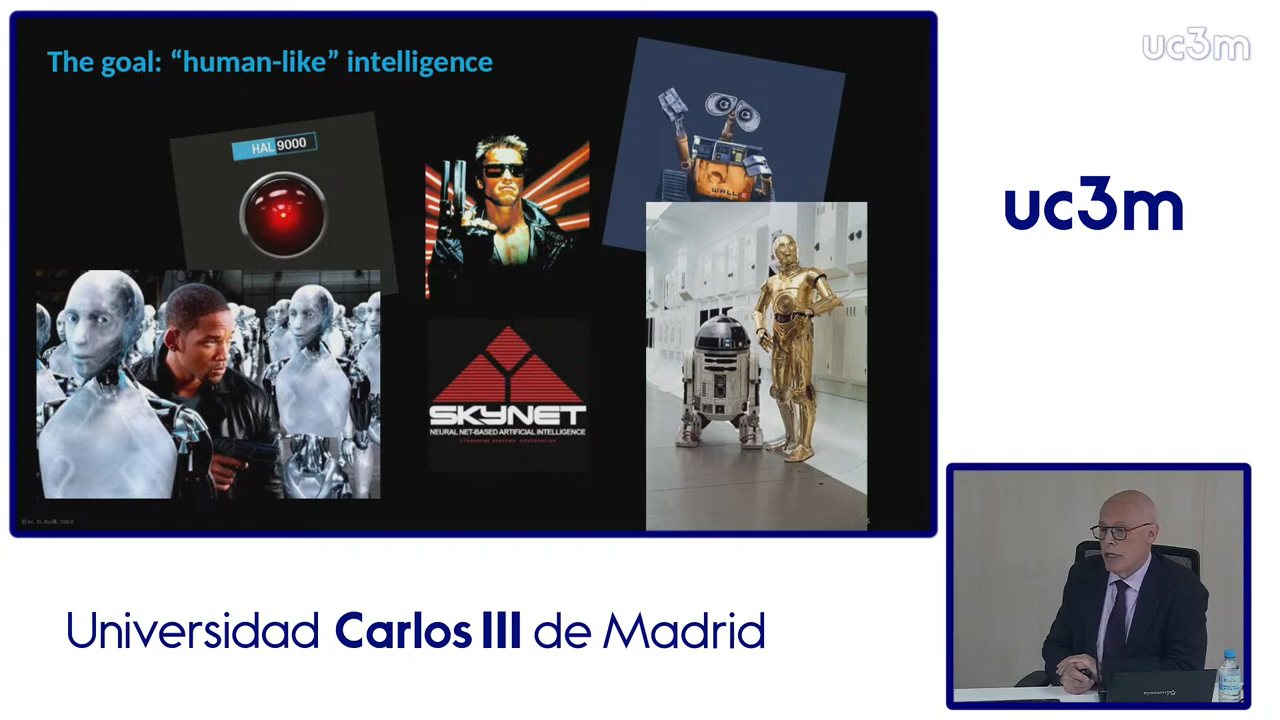 The goal: “human-like” intelligence
uc3m
HAL 9000
WALL·E
uc3m
SKYNET
NEURAL NET-BASED ARTIFICIAL INTELLIGENCE
Universidad Carlos III de Madrid